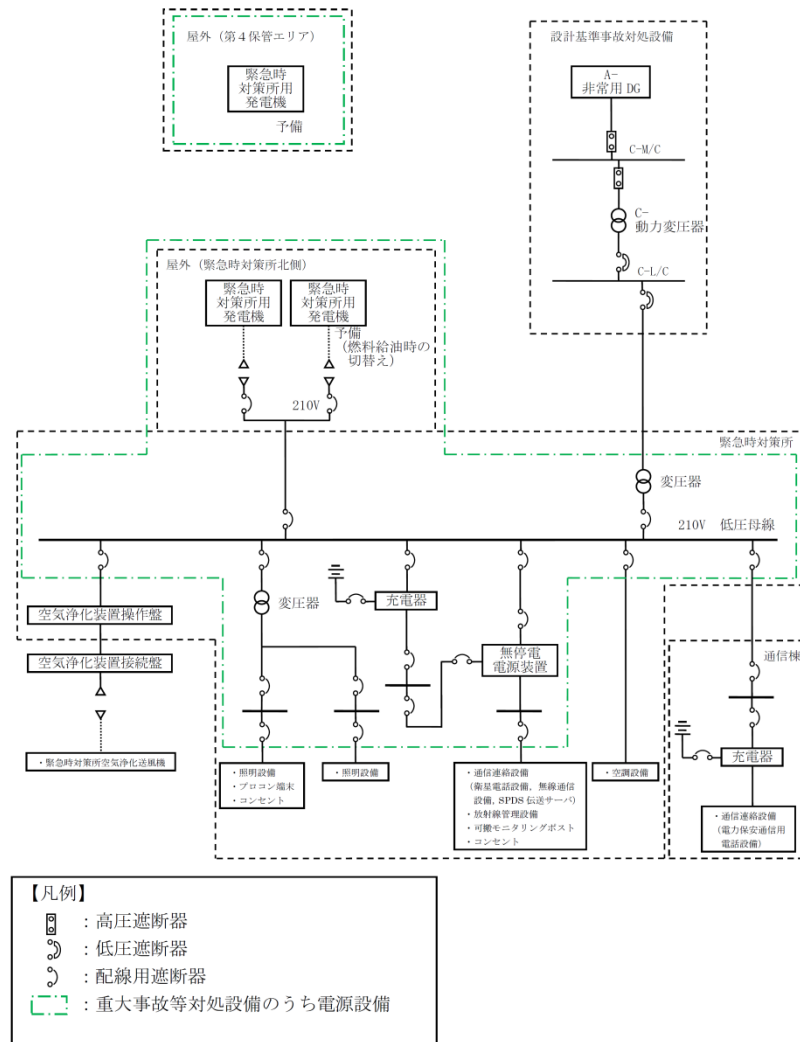 屋外（第４保管エリア）
緊急時
対策所用
発電機
予備
設計基準事故対処設備
A-
非常用 DG
C-M/C
C-
動力変圧器
C-L/C
屋外（緊急時対策所北側）
緊急時
対策所用
発電機
緊急時
対策所用
発電機
予備
（燃料給油時の
切替え）
210V
緊急時対策所
変圧器
210V 低圧母線
空気浄化装置操作盤
空気浄化装置接続盤
・緊急時対策所空気浄化送風機
変圧器
充電器
無停電
電源装置
通信棟
充電器
・照明設備
・プロコン端末
・コンセント
・照明設備
・通信連絡設備
（衛星電話設備、無線通信
設備、SPDS 伝送サーバ）
・放射線管理設備
・可搬モニタリングポスト
・コンセント
・空調設備
・通信連絡設備
（電力保安通信用
電話設備）
【凡例】
：高圧遮断器
：低圧遮断器
：配線用遮断器
：重大事故等対処設備のうち電源設備